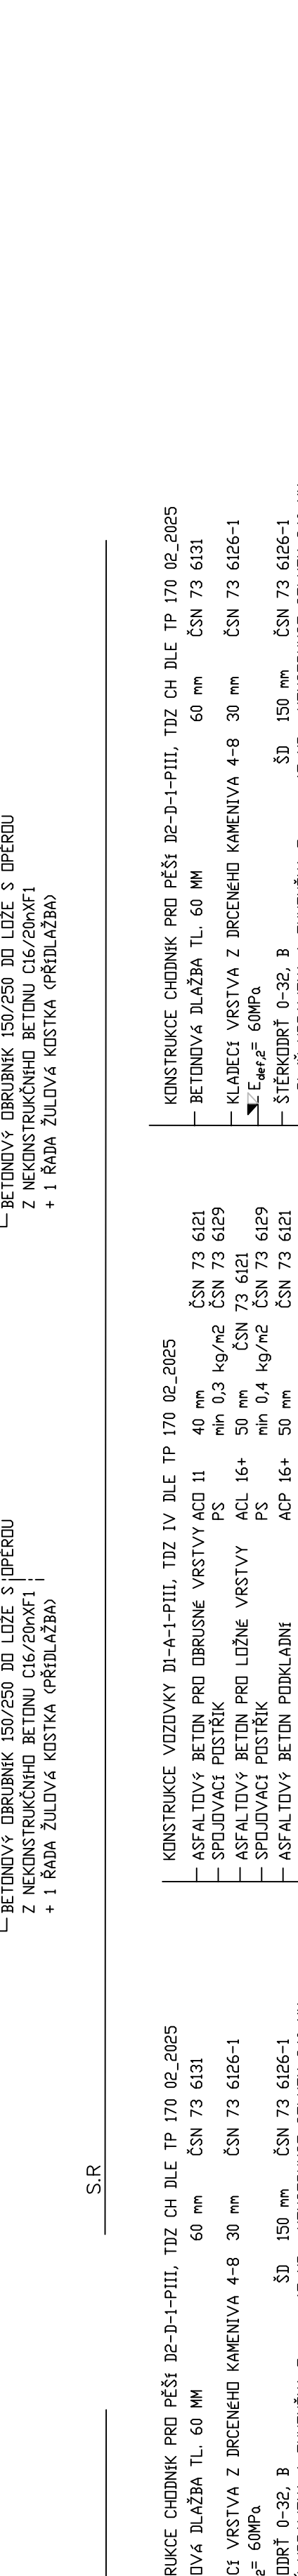 BETONOVÝ OBRUBNÍK 150/250 DO LOŽE S OPĚROU
Z NEKONSTRUKČNÍHO BETONU C16/20nXF1
+ 1 ŘADA ŽULOVÁ KOSTKA (PŘÍDLAŽBA)
BETONOVÝ OBRUBNÍK 150/250 DO LOŽE S OPĚROU
Z NEKONSTRUKČNÍHO BETONU C16/20nXF1
+ 1 ŘADA ŽULOVÁ KOSTKA (PŘÍDLAŽBA)
S.R
RUKCE CHODNÍK PRO PĚŠÍ D2-D-1-PIII, TDZ CH DLE TP 170 02_2025
OVÁ DLAŽBA TL. 60 MM 60 mm ČSN 73 6131
CÍ VRSTVA Z DRCENÉHO KAMENIVA 4-8 30 mm ČSN 73 6126-1
2= 60MPa
ODRŤ 0-32, B ŠD 150 mm ČSN 73 6126-1
KONSTRUKCE VOZOVKY D1-A-1-PIII, TDZ IV DLE TP 170 02_2025
ASFALTOVÝ BETON PRO OBRUSNÉ VRSTVY ACO 11 40 mm ČSN 73 6121
SPOJOVACÍ POSTŘIK PS min 0,3 kg/m2 ČSN 73 6129
ASFALTOVÝ BETON PRO LOŽNÉ VRSTVY ACL 16+ 50 mm ČSN 73 6121
SPOJOVACÍ POSTŘIK PS min 0,4 kg/m2 ČSN 73 6129
ASFALTOVÝ BETON PODKLADNÍ ACP 16+ 50 mm ČSN 73 6121
KONSTRUKCE CHODNÍK PRO PĚŠÍ D2-D-1-PIII, TDZ CH DLE TP 170 02_2025
BETONOVÁ DLAŽBA TL. 60 MM 60 mm ČSN 73 6131
KLADECÍ VRSTVA Z DRCENÉHO KAMENIVA 4-8 30 mm ČSN 73 6126-1
Edef,2= 60MPa
ŠTĚRKODRŤ 0-32, B ŠD 150 mm ČSN 73 6126-1